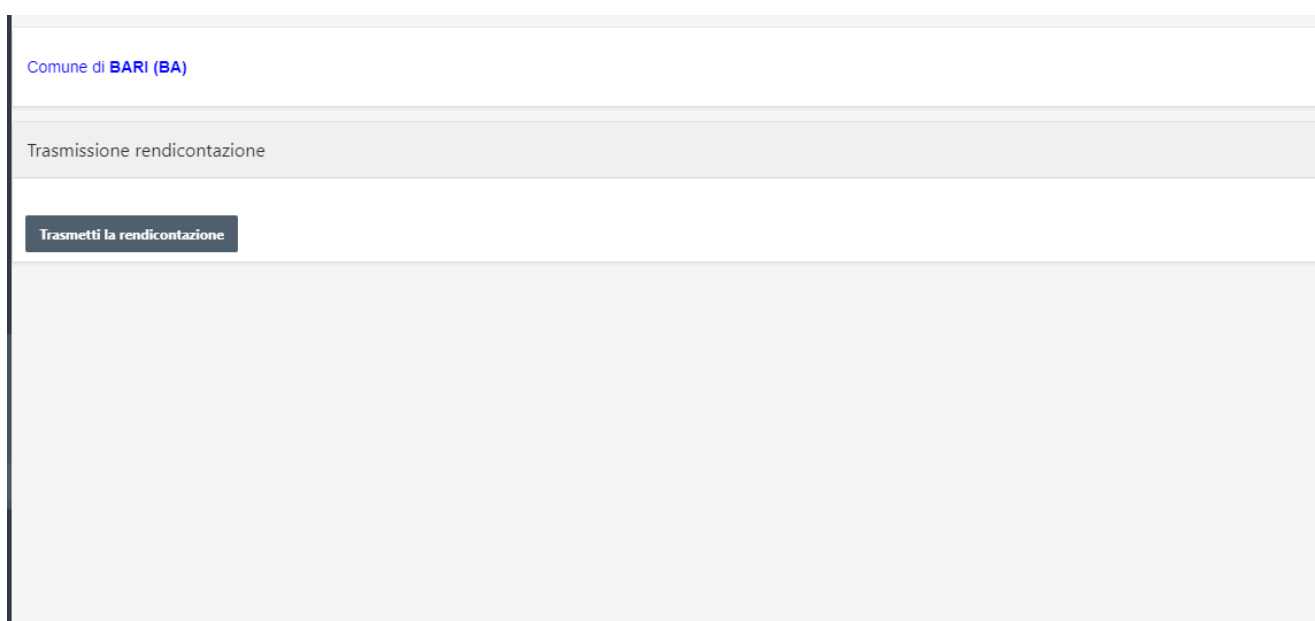 Comune di BARI (BA)
Trasmissione rendicontazione
Trasmetti la rendicontazione